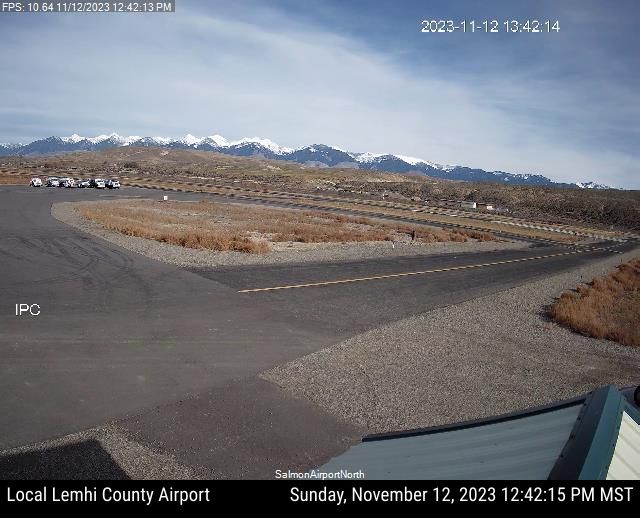 FPS: 10.64 11/12/2023 12:42:13 PM
2023-11-12 13:42:14
IPC
SalmonAirportNorth
Local Lemhi County Airport
Sunday, November 12, 2023 12:42:15 PM MST